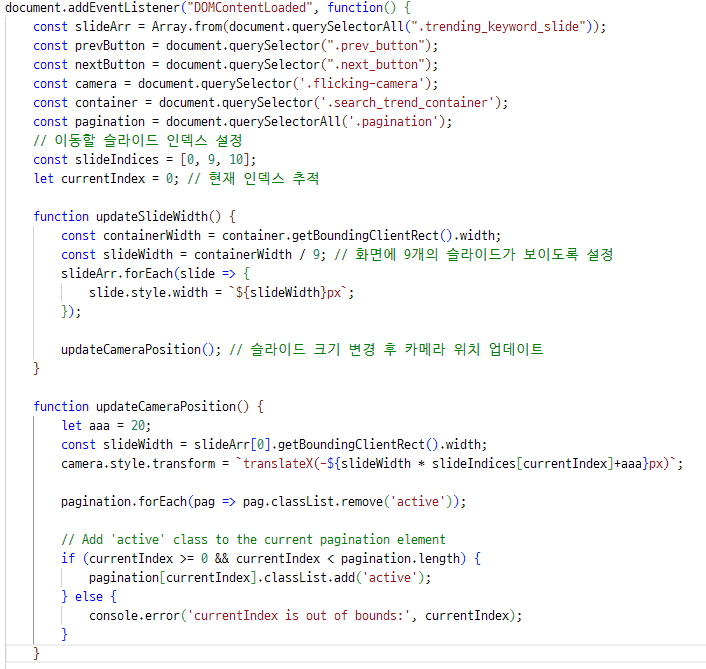 document.addEventListener("DOMContentLoaded", function() {
    const slideArr = Array.from(document.querySelectorAll(".trending_keyword_slide"));
    const prevButton = document.querySelector(".prev_button");
    const nextButton = document.querySelector(".next_button");
    const camera = document.querySelector('.flicking-camera');
    const container = document.querySelector('.search_trend_container');
    const pagination = document.querySelectorAll('.pagination');
    // 이동할 슬라이드 인덱스 설정
    const slideIndices = [0, 9, 10];
    let currentIndex = 0; // 현재 인덱스 추적

    function updateSlideWidth() {
        const containerWidth = container.getBoundingClientRect().width;
        const slideWidth = containerWidth / 9; // 화면에 9개의 슬라이드가 보이도록 설정
        slideArr.forEach(slide => {
            slide.style.width = `${slideWidth}px`;
        });

        updateCameraPosition(); // 슬라이드 크기 변경 후 카메라 위치 업데이트
    }

    function updateCameraPosition() {
        let aaa = 20;
        const slideWidth = slideArr[0].getBoundingClientRect().width;
        camera.style.transform = `translateX(-${slideWidth * slideIndices[currentIndex]+aaa}px)`;

        pagination.forEach(pag => pag.classList.remove('active'));

        // Add 'active' class to the current pagination element
        if (currentIndex >= 0 && currentIndex < pagination.length) {
            pagination[currentIndex].classList.add('active');
        } else {
            console.error('currentIndex is out of bounds:', currentIndex);
        }
    }